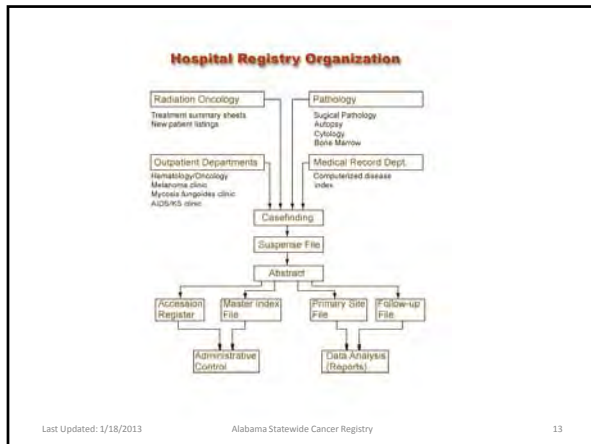 Hospital Registry Organization
Radiation Oncology
Treatment summary sheets
New patient listings
Pathology
Sugical Pathology
Autopsy
Cytology
Bone Marrow
Outpatient Departments
Hematology/Oncology
Melanoma clinic
Mycosis fungoides clinic
AIDS/KS clinic
Medical Record Dept.
Computerized disease
index
Casefinding
Suspense File
Abstract
Accession
Register
Master Index
File
Primary Site
File
Follow-up
File
Administrative
Control
Data Analysis
(Reports)
Last Updated: 1/18/2013
Alabama Statewide Cancer Registry
13